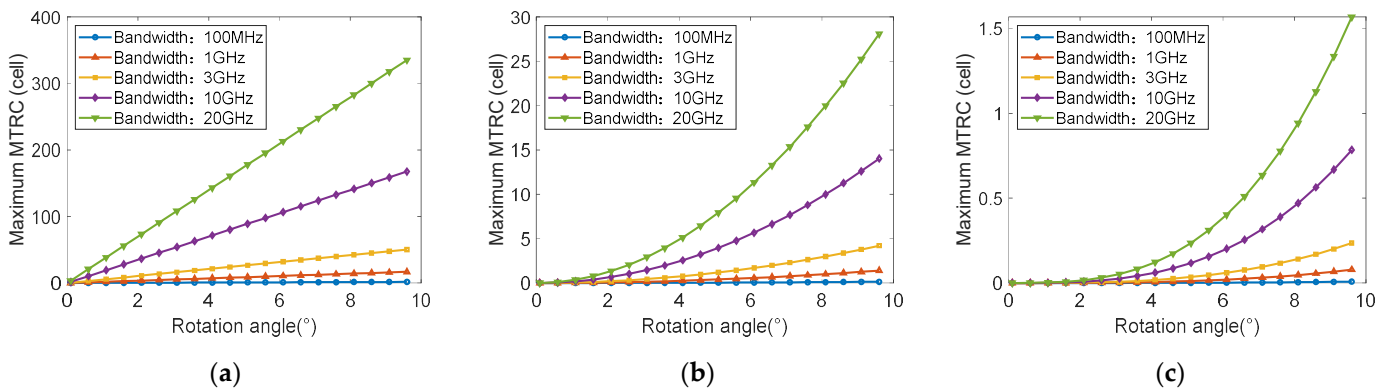 400
300
200
100
0
Maximum MTRC (cell)
Bandwidth：100MHz
Bandwidth：1GHz
Bandwidth：3GHz
Bandwidth：10GHz
Bandwidth：20GHz
0 2 4 6 8 10
Rotation angle(°)
(a)
30
25
20
15
10
5
0
Maximum MTRC (cell)
Bandwidth：100MHz
Bandwidth：1GHz
Bandwidth：3GHz
Bandwidth：10GHz
Bandwidth：20GHz
0 2 4 6 8 10
Rotation angle(°)
(b)
1.5
1
0.5
0
Maximum MTRC (cell)
Bandwidth：100MHz
Bandwidth：1GHz
Bandwidth：3GHz
Bandwidth：10GHz
Bandwidth：20GHz
0 2 4 6 8 10
Rotation angle(°)
(c)